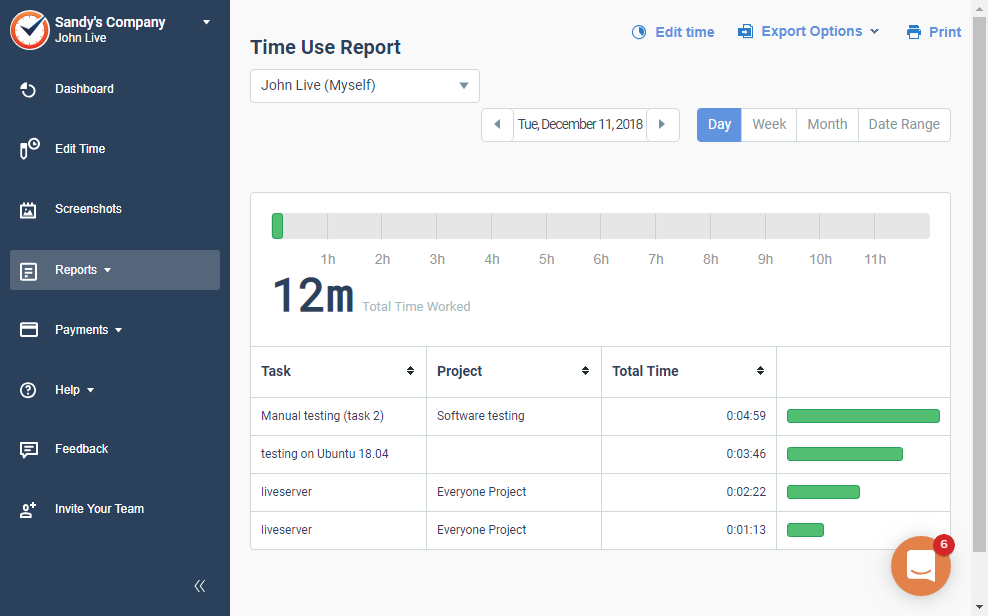 Sandy's Company
John Live
Dashboard
Edit Time
Screenshots
Reports
Payments
Help
Feedback
Invite Your Team
Edit time
Export Options
Print
Time Use Report
John Live (Myself)
Tue, December 11, 2018
Day Week Month Date Range
1h 2h 3h 4h 5h 6h 7h 8h 9h 10h 11h
12m Total Time Worked
Task Project Total Time
Manual testing (task 2) Software testing 0:04:59
testing on Ubuntu 18.04 0:03:46
liveserver Everyone Project 0:02:22
liveserver Everyone Project 0:01:13
6